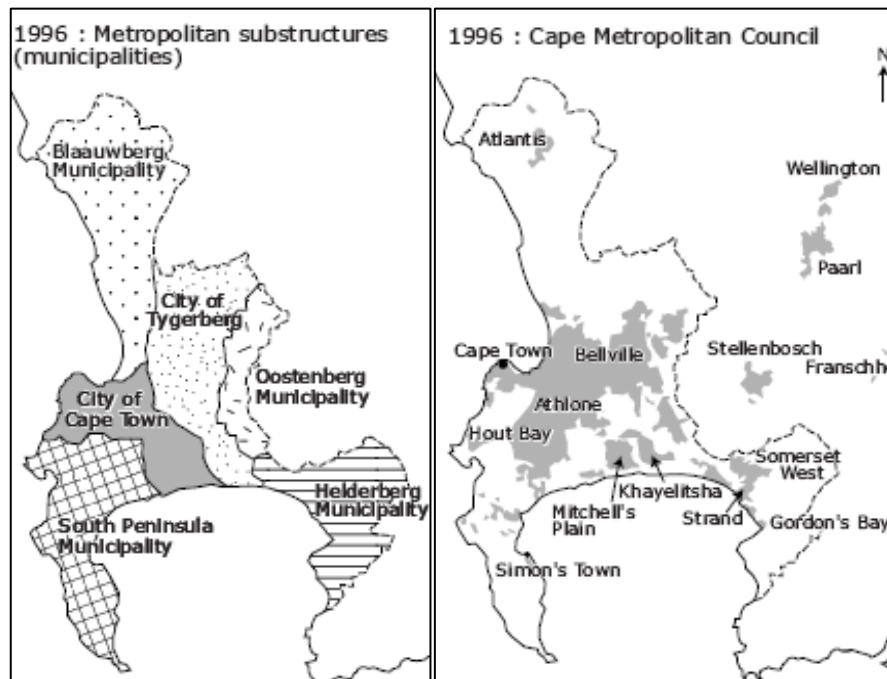 1996 : Metropolitan substructures
(municipalities)
Blaauwberg
Municipality
City of
Tygerberg
Oostenberg
Municipality
City of
Cape Town
Helderberg
Municipality
South Peninsula
Municipality
1996 : Cape Metropolitan Council
N
Atlantis
Wellington
Paarl
Cape Town
Bellville
Stellenbosch
Franschh
Athlone
Hout Bay
Somerset
West
Khayelitsha
Mitchell's
Plain
Strand
Gordon's Bay
Simon's Town